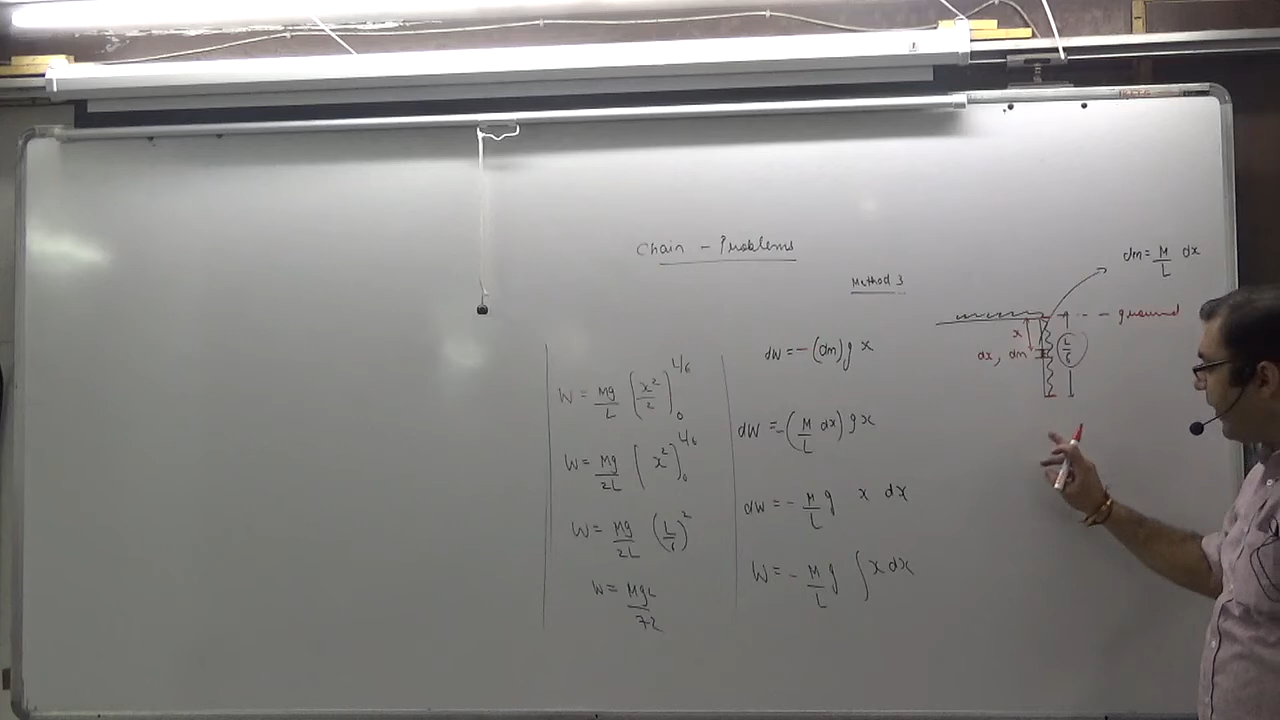 Chain - Problems
Method 3
dm = M/L dx
ground
x
dx, dm
L/6
dW = - (dm) g x
dW = - (M/L dx) g x
dW = - M/L g x dx
W = - M/L g ∫ x dx
W = Mg/L [x²/2]₀^{L/6}
W = Mg/2L [x²]₀^{L/6}
W = Mg/2L (L/6)²
W = MgL/72